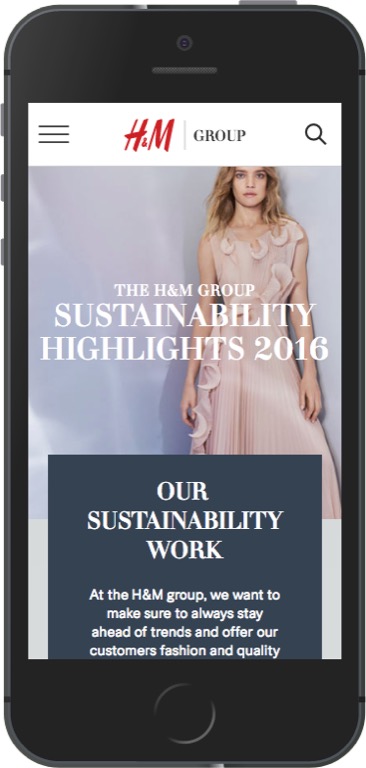 H&M GROUP
THE H&M GROUP
SUSTAINABILITY
HIGHLIGHTS 2016
OUR
SUSTAINABILITY
WORK
At the H&M group, we want to
make sure to always stay
ahead of trends and offer our
customers fashion and quality